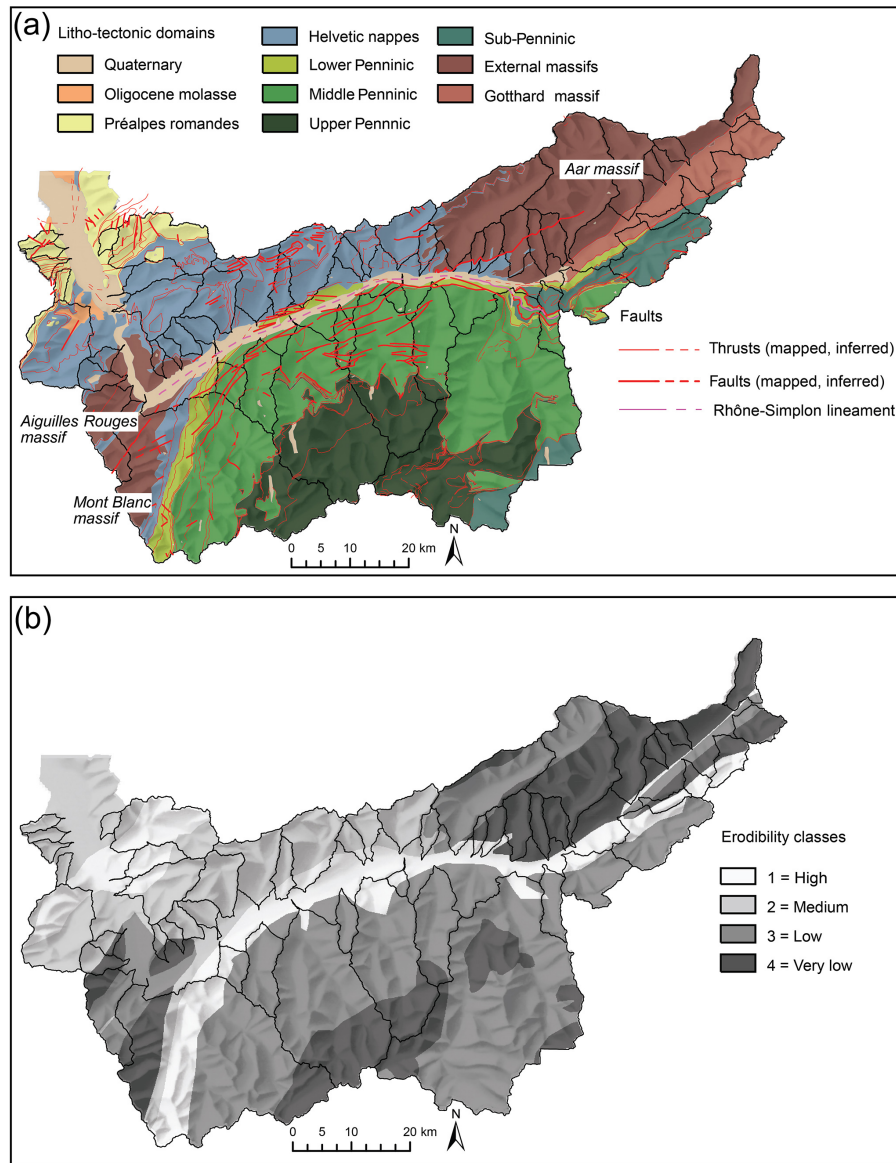 (a)
Litho-tectonic domains
Quaternary
Oligocene molasse
Préalpes romandes
Helvetic nappes
Lower Penninic
Middle Penninic
Upper Pennnic
Sub-Penninic
External massifs
Gotthard massif
Aar massif
Aiguilles Rouges
massif
Mont Blanc
massif
Faults
Thrusts (mapped, inferred)
Faults (mapped, inferred)
Rhône-Simplon lineament
N
0 5 10 20 km
(b)
Erodibility classes
1 = High
2 = Medium
3 = Low
4 = Very low
N
0 5 10 20 km